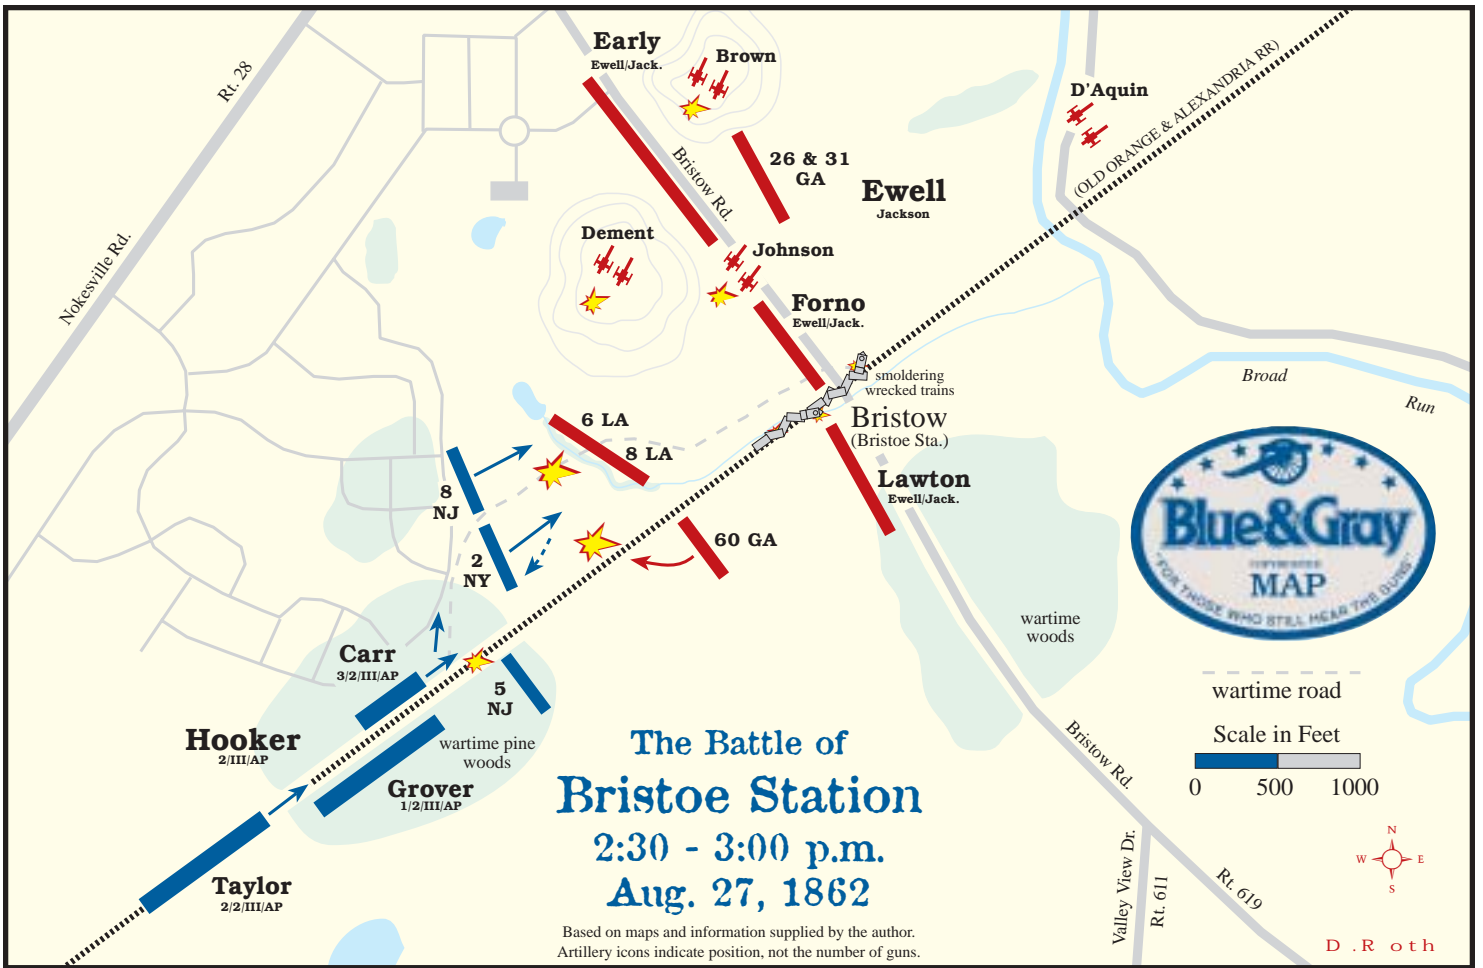 Early
Ewell/Jack.
Brown
Rt. 28
D'Aquin
(OLD ORANGE & ALEXANDRIA RR)
Bristow Rd.
26 & 31
GA
Ewell
Jackson
Nokesville Rd.
Dement
Johnson
Forno
Ewell/Jack.
smoldering
wrecked trains
Broad
Run
Bristow
(Bristoe Sta.)
6 LA
8 LA
Lawton
Ewell/Jack.
8
NJ
2
NY
60 GA
Blue&Gray
COPYRIGHTED
MAP
"FOR THOSE WHO STILL HEAR THE GUNS"
wartime
woods
Carr
3/2/III/AP
5
NJ
wartime road
Hooker
2/III/AP
wartime pine
woods
Grover
1/2/III/AP
Scale in Feet
0 500 1000
Bristow Rd.
The Battle of
Bristoe Station
2:30 - 3:00 p.m.
Aug. 27, 1862
Taylor
2/2/III/AP
Valley View Dr.
Rt. 611
Rt. 619
N
W E
S
Based on maps and information supplied by the author.
Artillery icons indicate position, not the number of guns.
D.Roth